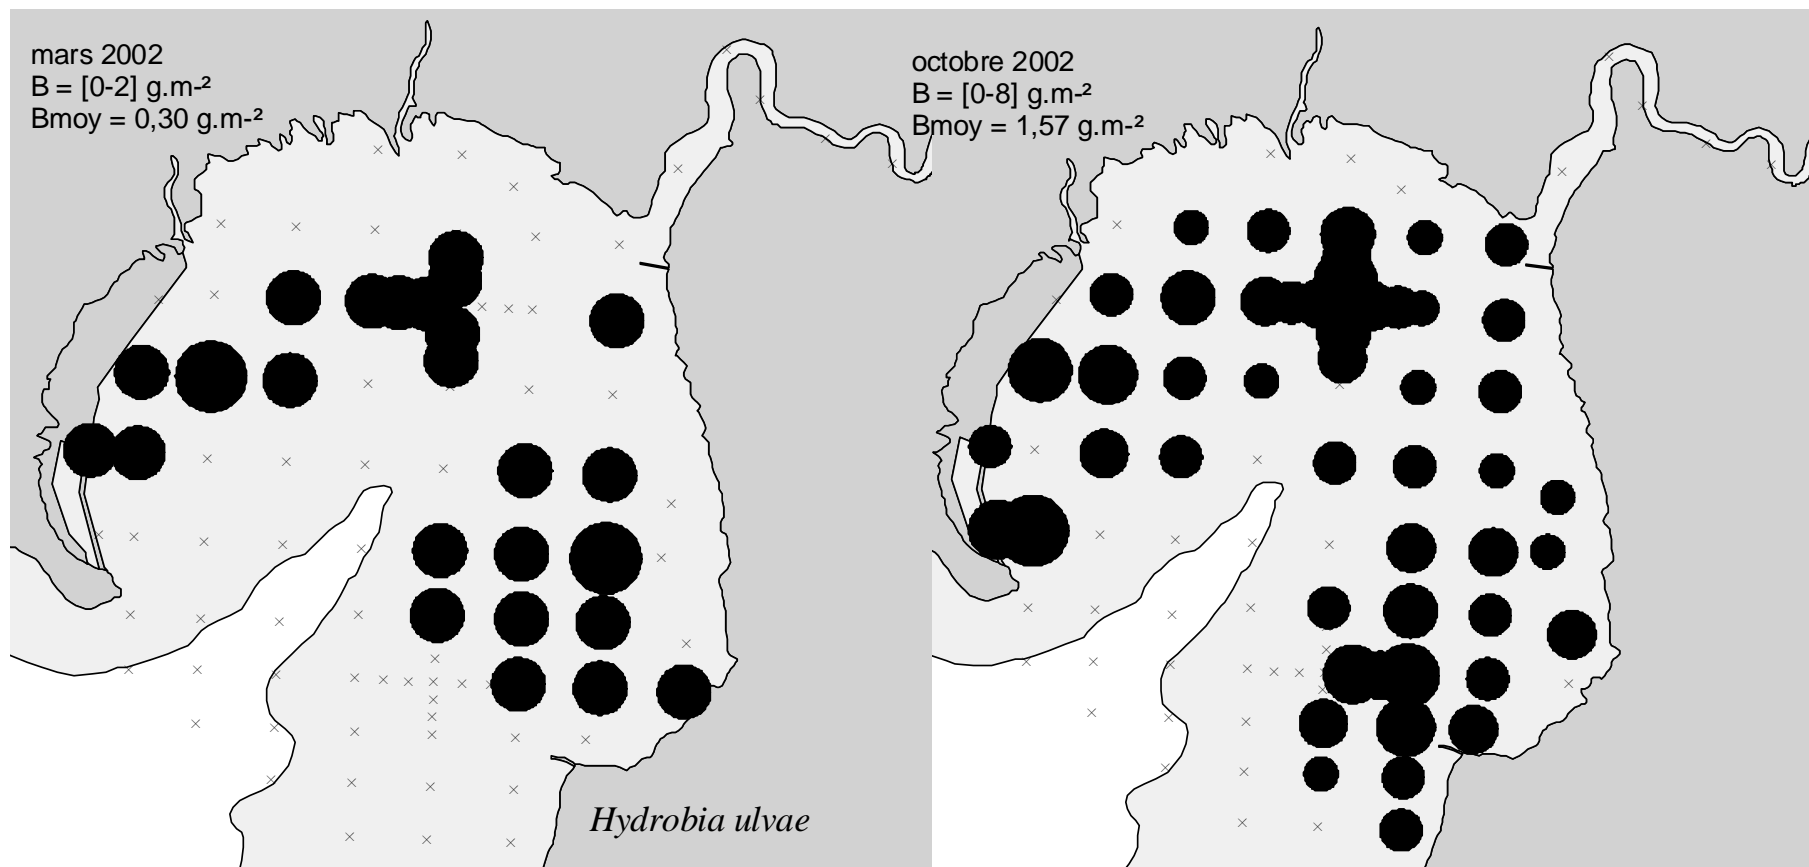 mars 2002
B = [0-2] g.m-²
Bmoy = 0,30 g.m-²
octobre 2002
B = [0-8] g.m-²
Bmoy = 1,57 g.m-²
Hydrobia ulvae